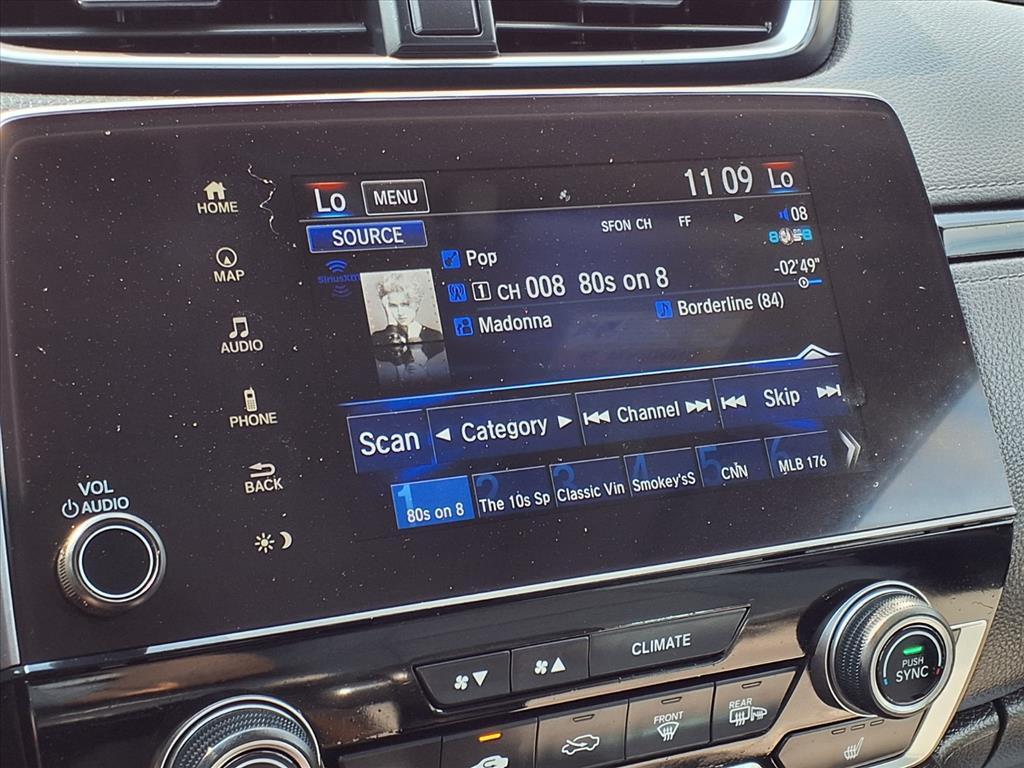 HOME
MAP
AUDIO
PHONE
BACK
VOL
AUDIO
Lo
MENU
11 09
Lo
SOURCE
SFON CH
FF
08
SiriusXM
Pop
-02'49"
1 CH 008 80s on 8
Madonna
Borderline (84)
Scan
Category
Channel
Skip
1 80s on 8
2 The 10s Sp
3 Classic Vin
4 Smokey'sS
5 CNN
6 MLB 176
CLIMATE
PUSH
SYNC
FRONT
REAR